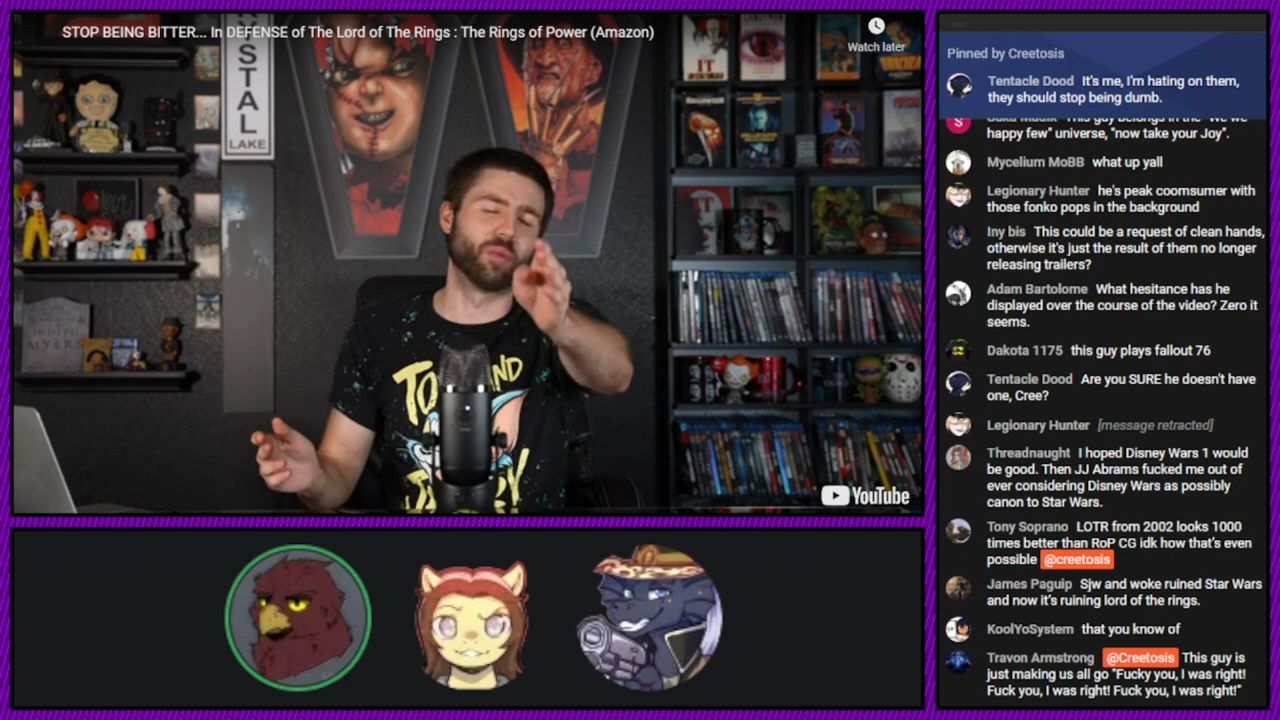 STOP BEING BITTER... In DEFENSE of The Lord of The Rings : The Rings of Power (Amazon)
Watch later
STAL
LAKE
IT
HALLOWEEN
IT
MYERS
YouTube
Pinned by Creetosis
Tentacle Dood It's me, I'm hating on them,
they should stop being dumb.
happy few" universe, "now take your Joy".
Mycelium MoBB what up yall
Legionary Hunter he's peak coomsumer with
those fonko pops in the background
Iny bis This could be a request of clean hands,
otherwise it's just the result of them no longer
releasing trailers?
Adam Bartolome What hesitance has he
displayed over the course of the video? Zero it
seems.
Dakota 1175 this guy plays fallout 76
Tentacle Dood Are you SURE he doesn't have
one, Cree?
Legionary Hunter [message retracted]
Threadnaught I hoped Disney Wars 1 would
be good. Then JJ Abrams fucked me out of
ever considering Disney Wars as possibly
canon to Star Wars.
Tony Soprano LOTR from 2002 looks 1000
times better than RoP CG idk how that's even
possible @creetosis
James Paguip Sjw and woke ruined Star Wars
and now it's ruining lord of the rings.
KoolYoSystem that you know of
Travon Armstrong @Creetosis This guy is
just making us all go "Fucky you, I was right!
Fuck you, I was right! Fuck you, I was right!"